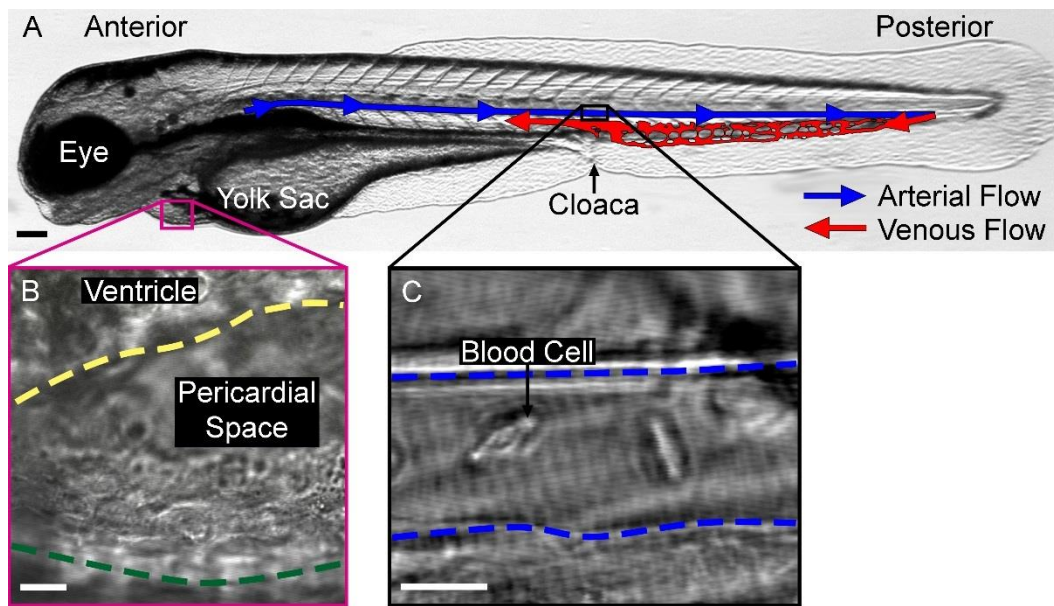 A
Anterior
Posterior
Eye
Yolk Sac
Cloaca
Arterial Flow
Venous Flow
B
Ventricle
Pericardial
Space
C
Blood Cell